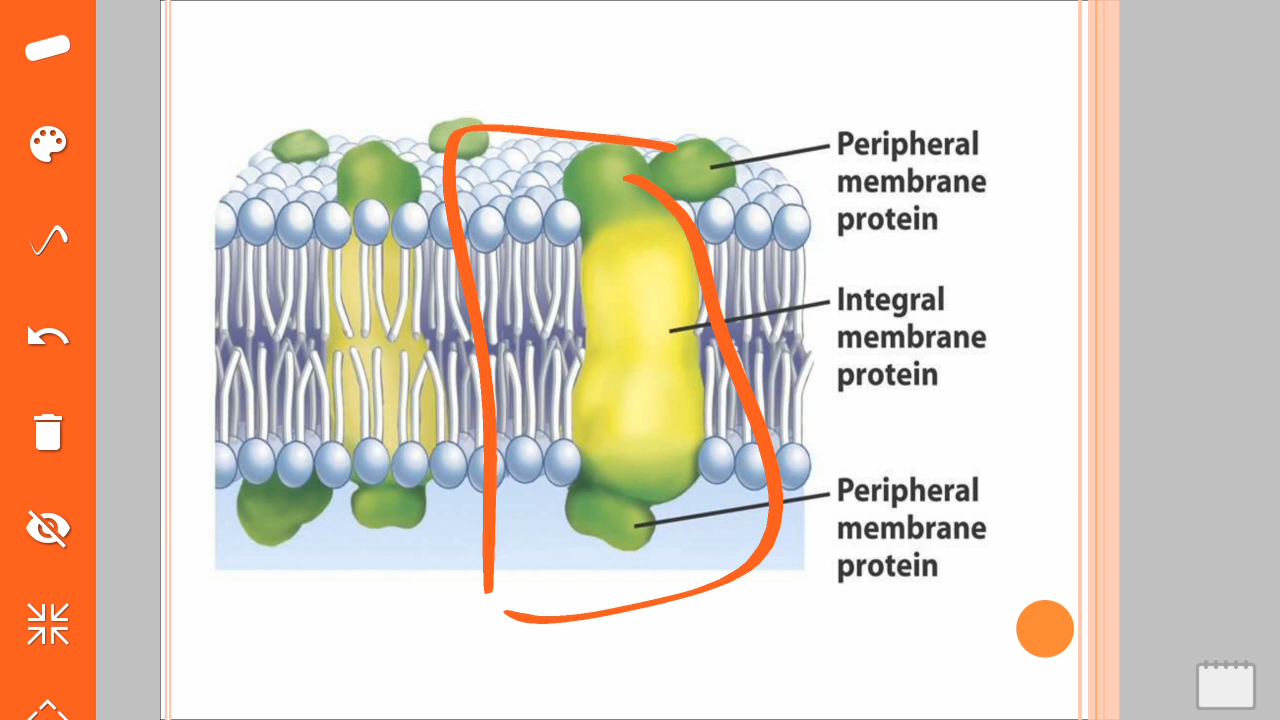 Peripheral
membrane
protein
Integral
membrane
protein
Peripheral
membrane
protein